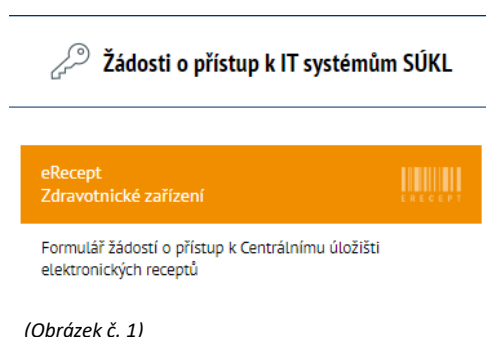 Žádosti o přístup k IT systémům SÚKL
eRecept
Zdravotnické zařízení
ERECEPT
Formulář žádostí o přístup k Centrálnímu úložišti
elektronických receptů
(Obrázek č. 1)